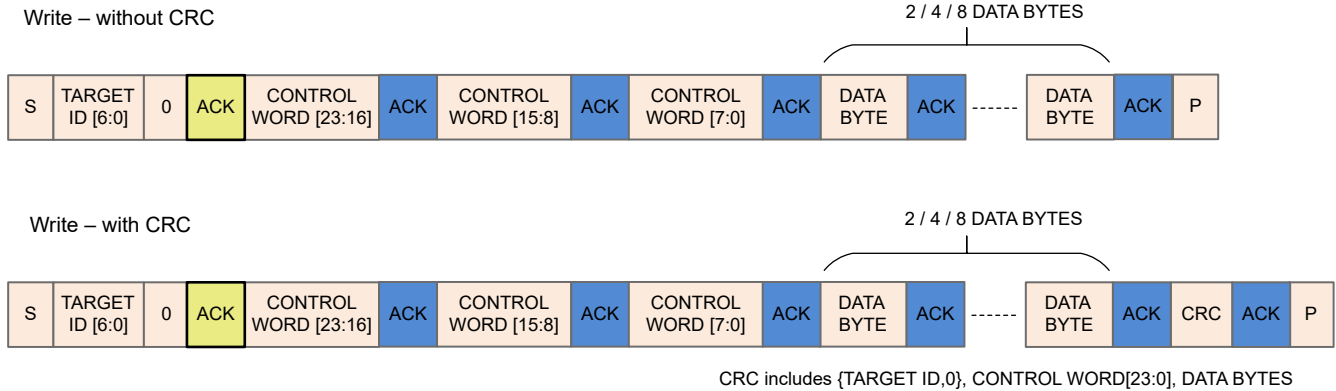 Write – without CRC
2 / 4 / 8 DATA BYTES
S TARGET ID [6:0] 0 ACK CONTROL WORD [23:16] ACK CONTROL WORD [15:8] ACK CONTROL WORD [7:0] ACK DATA BYTE ACK ------ DATA BYTE ACK P
Write – with CRC
2 / 4 / 8 DATA BYTES
S TARGET ID [6:0] 0 ACK CONTROL WORD [23:16] ACK CONTROL WORD [15:8] ACK CONTROL WORD [7:0] ACK DATA BYTE ACK ------ DATA BYTE ACK CRC ACK P
CRC includes {TARGET ID,0}, CONTROL WORD[23:0], DATA BYTES